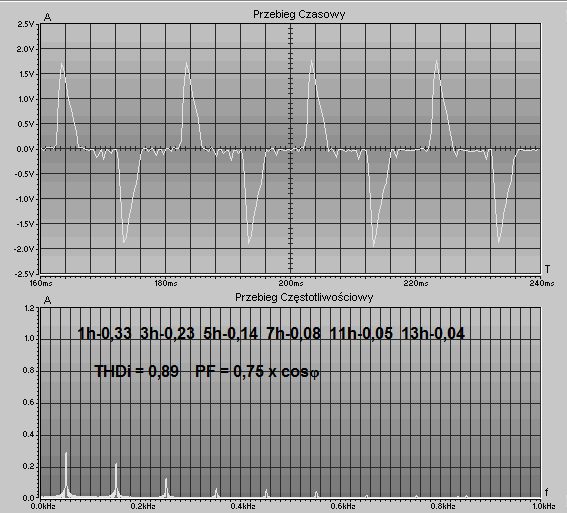 Przebieg Czasowy
A
2.5V
2.0V
1.5V
1.0V
0.5V
0.0V
-0.5V
-1.0V
-1.5V
-2.0V
-2.5V
T
160ms 180ms 200ms 220ms 240ms
Przebieg Częstotliwościowy
A
1.2
1h-0,33 3h-0,23 5h-0,14 7h-0,08 11h-0,05 13h-0,04
1.0
THDi = 0,89 PF = 0,75 x cosφ
0.8
0.6
0.4
0.2
0.0
f
0.0kHz 0.2kHz 0.4kHz 0.6kHz 0.8kHz 1.0kHz